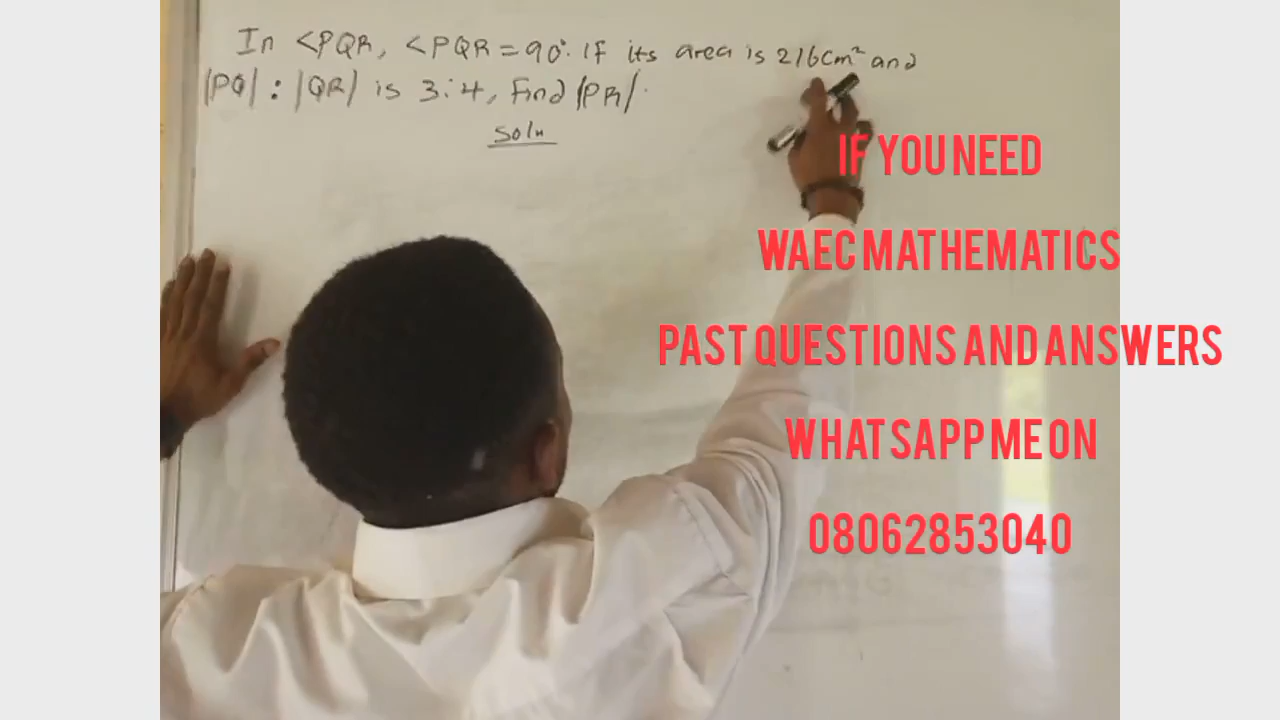 In <PQR, <PQR = 90°. If its area is 216cm² and
|PQ| : |QR| is 3:4, Find |PR|.
Soln
IF YOU NEED
WAEC MATHEMATICS
PAST QUESTIONS AND ANSWERS
WHATSAPP ME ON
08062853040